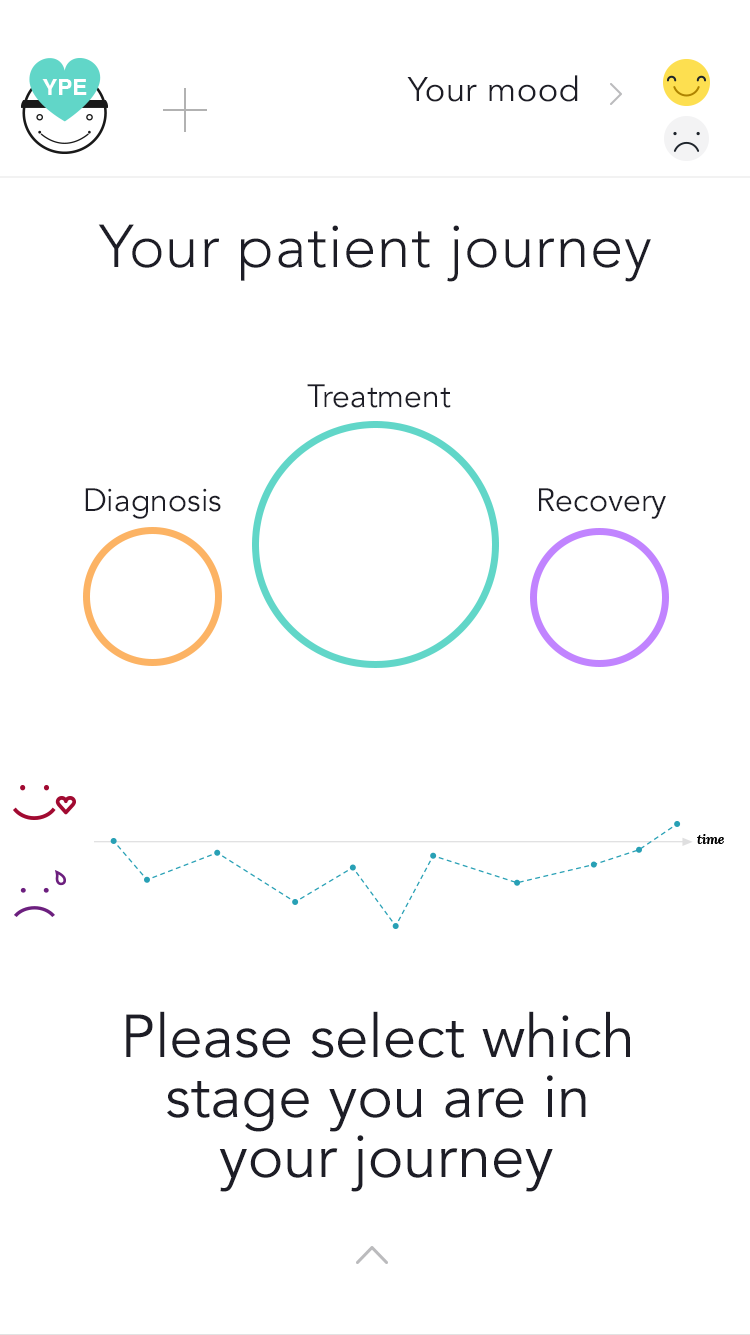 YPE
Your mood
Your patient journey
Treatment
Diagnosis
Recovery
time
Please select which
stage you are in
your journey